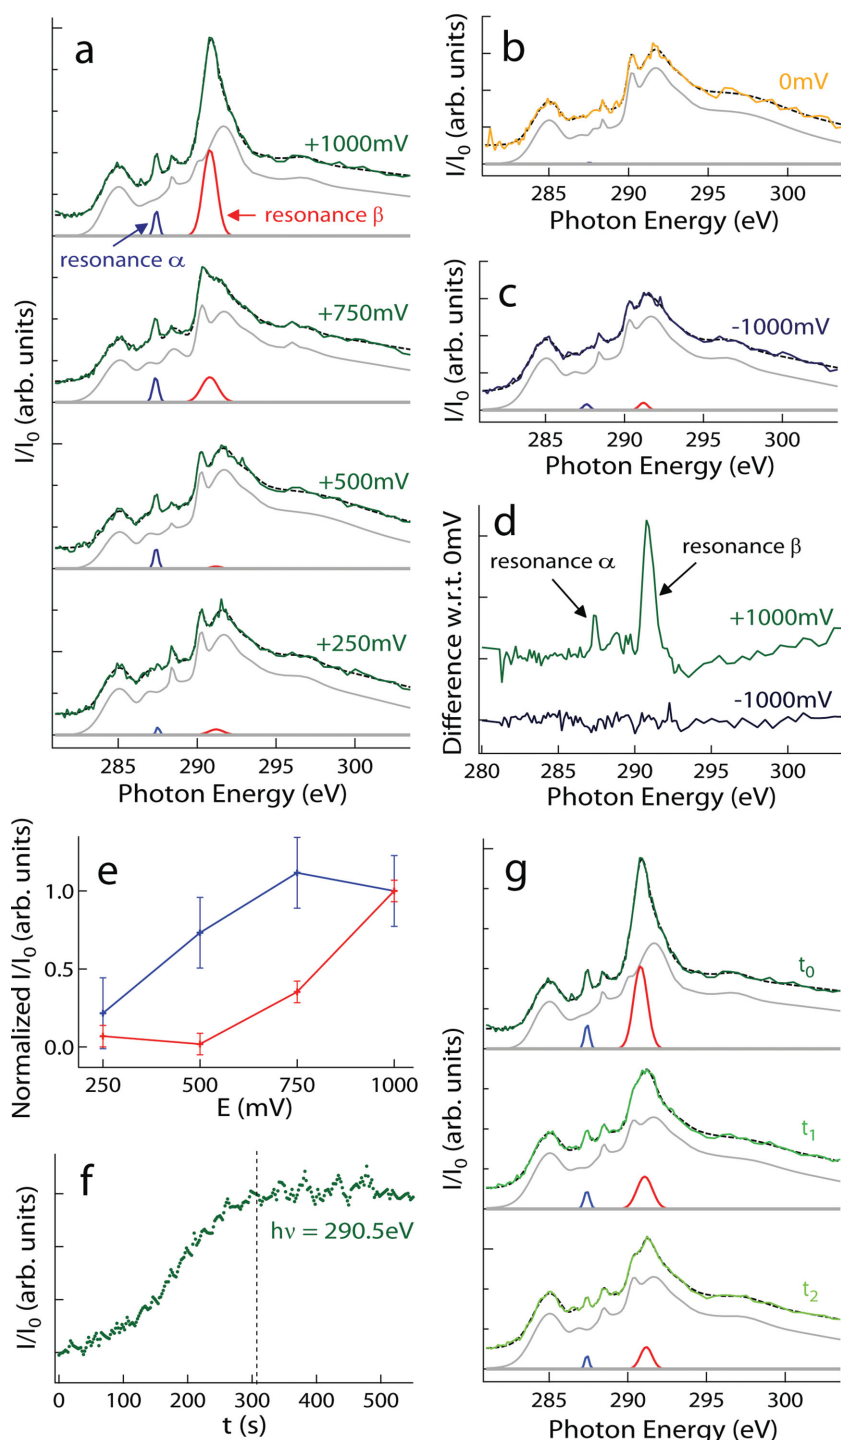 a
+1000mV
resonance β
resonance α
+750mV
+500mV
+250mV
I/I0 (arb. units)
285 290 295 300
Photon Energy (eV)
b
0mV
I/I0 (arb. units)
285 290 295 300
Photon Energy (eV)
c
-1000mV
I/I0 (arb. units)
285 290 295 300
Photon Energy (eV)
d
resonance α
resonance β
+1000mV
-1000mV
Difference w.r.t. 0mV
280 285 290 295 300
Photon Energy (eV)
e
Normalized I/I0 (arb. units)
1.0
0.5
0.0
250 500 750 1000
E (mV)
f
hν = 290.5eV
I/I0 (arb. units)
0 100 200 300 400 500
t (s)
g
t0
t1
t2
I/I0 (arb. units)
I/I0 (arb. units)
285 290 295 300
Photon Energy (eV)